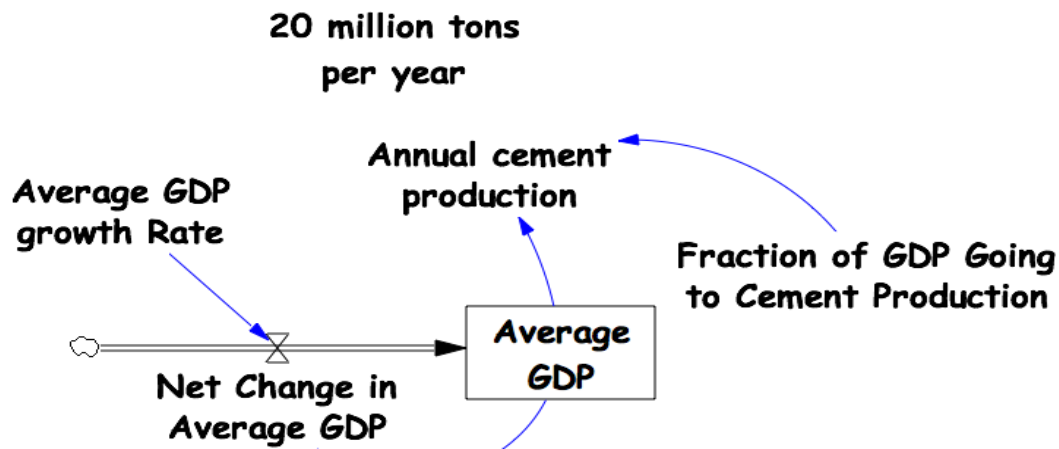 20 million tons
per year
Annual cement
production
Average GDP
growth Rate
Fraction of GDP Going
to Cement Production
Average
GDP
Net Change in
Average GDP